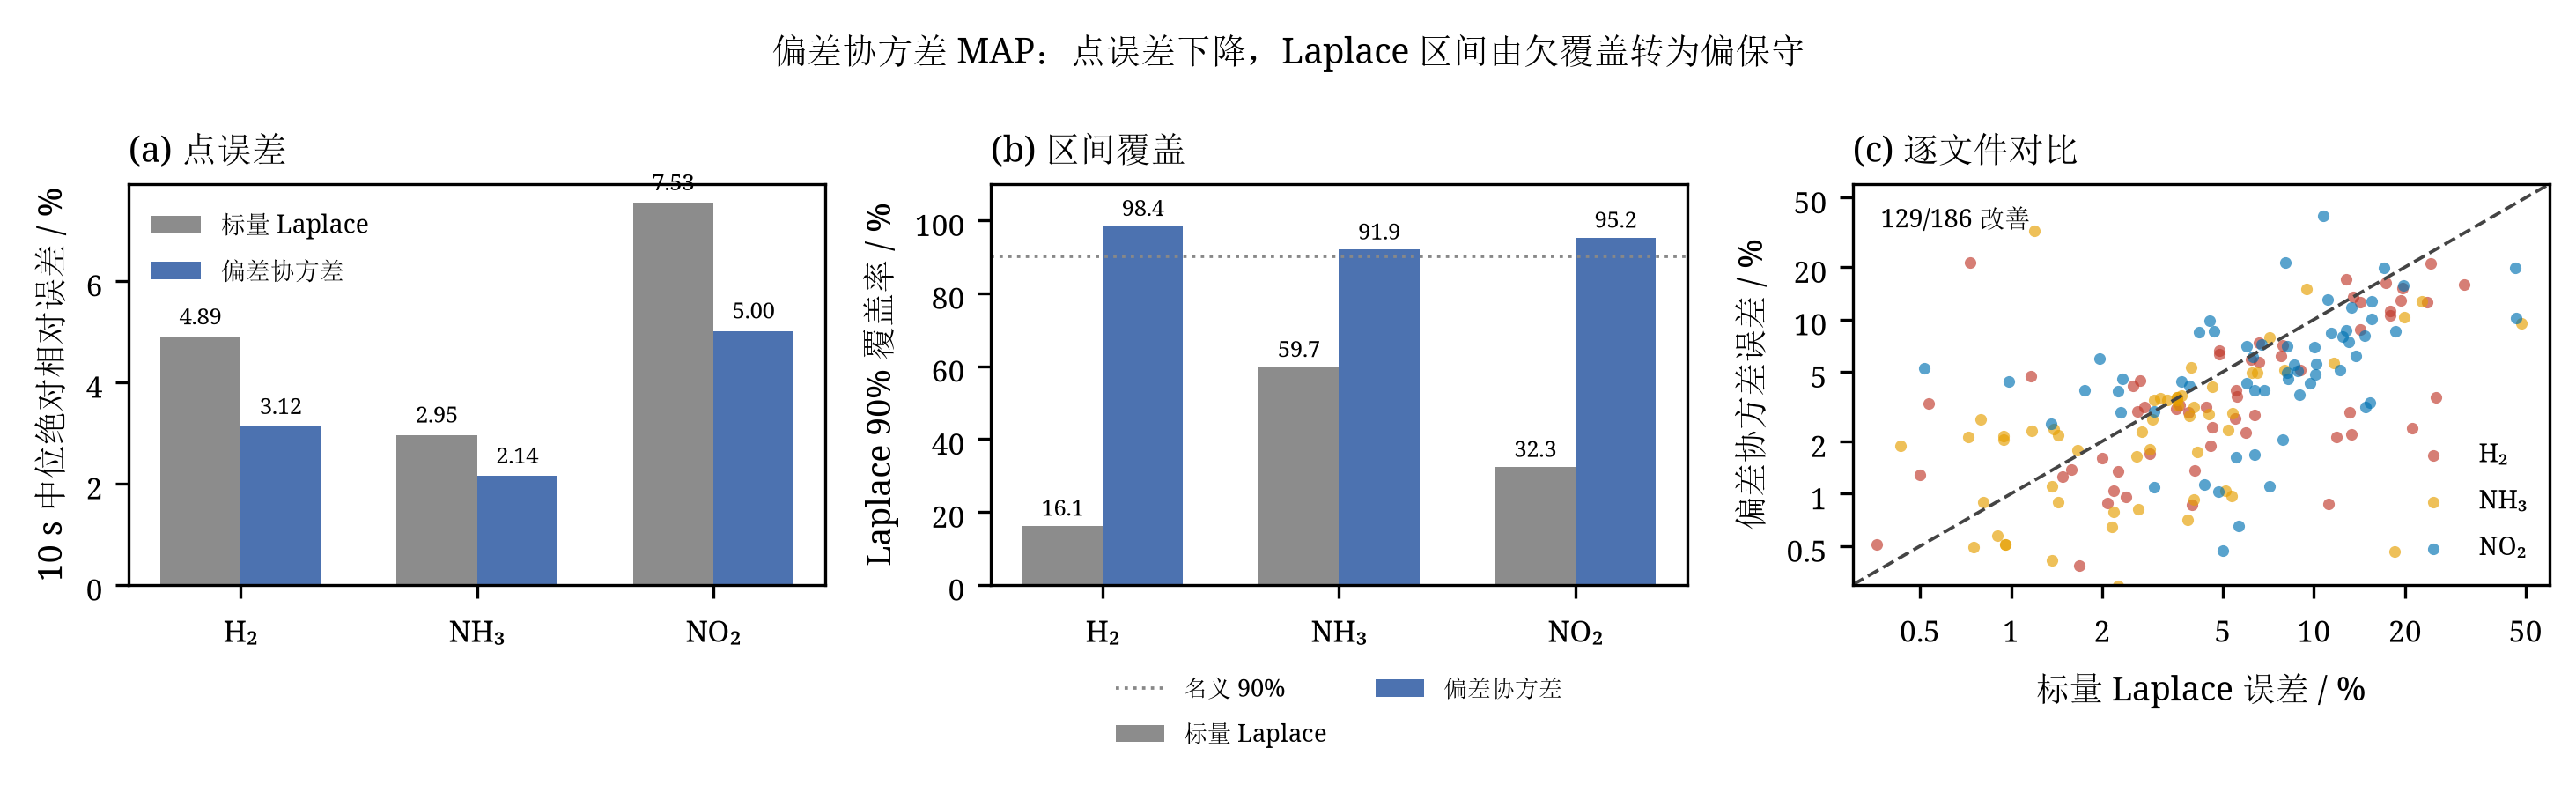 偏差协方差 MAP：点误差下降，Laplace 区间由欠覆盖转为偏保守
(a) 点误差
10 s 中位绝对相对误差 / %
0
2
4
6
标量 Laplace
偏差协方差
4.89
3.12
2.95
2.14
7.53
5.00
H₂
NH₃
NO₂
(b) 区间覆盖
Laplace 90% 覆盖率 / %
0
20
40
60
80
100
16.1
98.4
59.7
91.9
32.3
95.2
H₂
NH₃
NO₂
名义 90%
偏差协方差
标量 Laplace
(c) 逐文件对比
偏差协方差误差 / %
50
20
10
5
2
1
0.5
129/186 改善
H₂
NH₃
NO₂
0.5
1
2
5
10
20
50
标量 Laplace 误差 / %